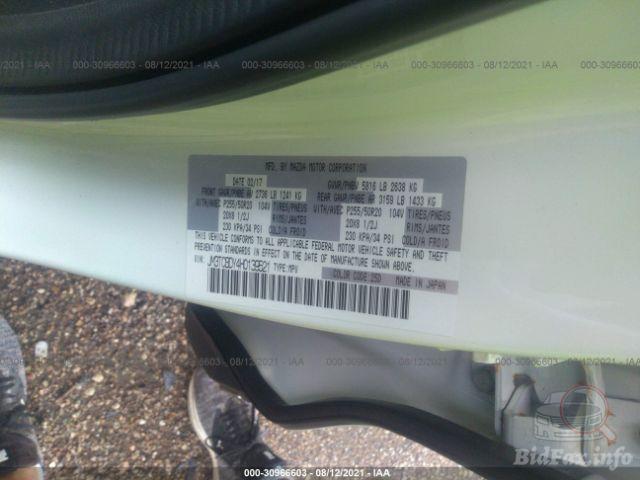 000-30966603 - 08/12/2021 - IAA
000-30966603 - 08/12/2021 - IAA
000-30966603 - 08/12/2021 - IAA
MFD. BY MAZDA MOTOR CORPORATION
DATE 02/17
GVWR/PNBV 5816 LB 2638 KG
FRONT GAWR/PNBE AV 2736 LB 1241 KG
REAR GAWR/PNBE AR 3159 LB 1433 KG
WITH/AVEC P255/50R20 104V TIRES/PNEUS
WITH/AVEC P255/50R20 104V TIRES/PNEUS
20X8 1/2J RIMS/JANTES
20X8 1/2J RIMS/JANTES
230 KPA/34 PSI COLD/A FROID
230 KPA/34 PSI COLD/A FROID
THIS VEHICLE CONFORMS TO ALL APPLICABLE FEDERAL MOTOR VEHICLE SAFETY AND THEFT
PREVENTION STANDARDS IN EFFECT ON THE DATE OF MANUFACTURE SHOWN ABOVE.
TYPE:MPV
COLOR CODE:25D
MADE IN JAPAN
000-30966603 - 08/12/2021 - IAA
000-30966603 - 08/12/2021 - IAA
000-30966603 - 08/12/2021 - IAA
BidFax.info
000-30966603 - 08/12/2021 - IAA